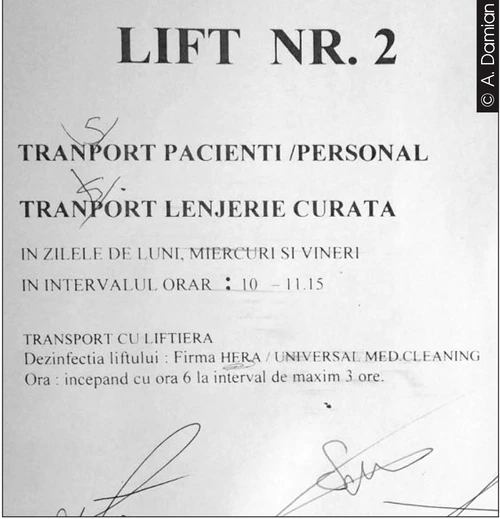 LIFT NR. 2
S
TRANPORT PACIENTI /PERSONAL
S
TRANPORT LENJERIE CURATA
IN ZILELE DE LUNI, MIERCURI SI VINERI
IN INTERVALUL ORAR : 10 – 11.15
TRANSPORT CU LIFTIERA
Dezinfectia liftului : Firma HERA / UNIVERSAL MED.CLEANING
Ora : incepand cu ora 6 la interval de maxim 3 ore.
© A. Damian